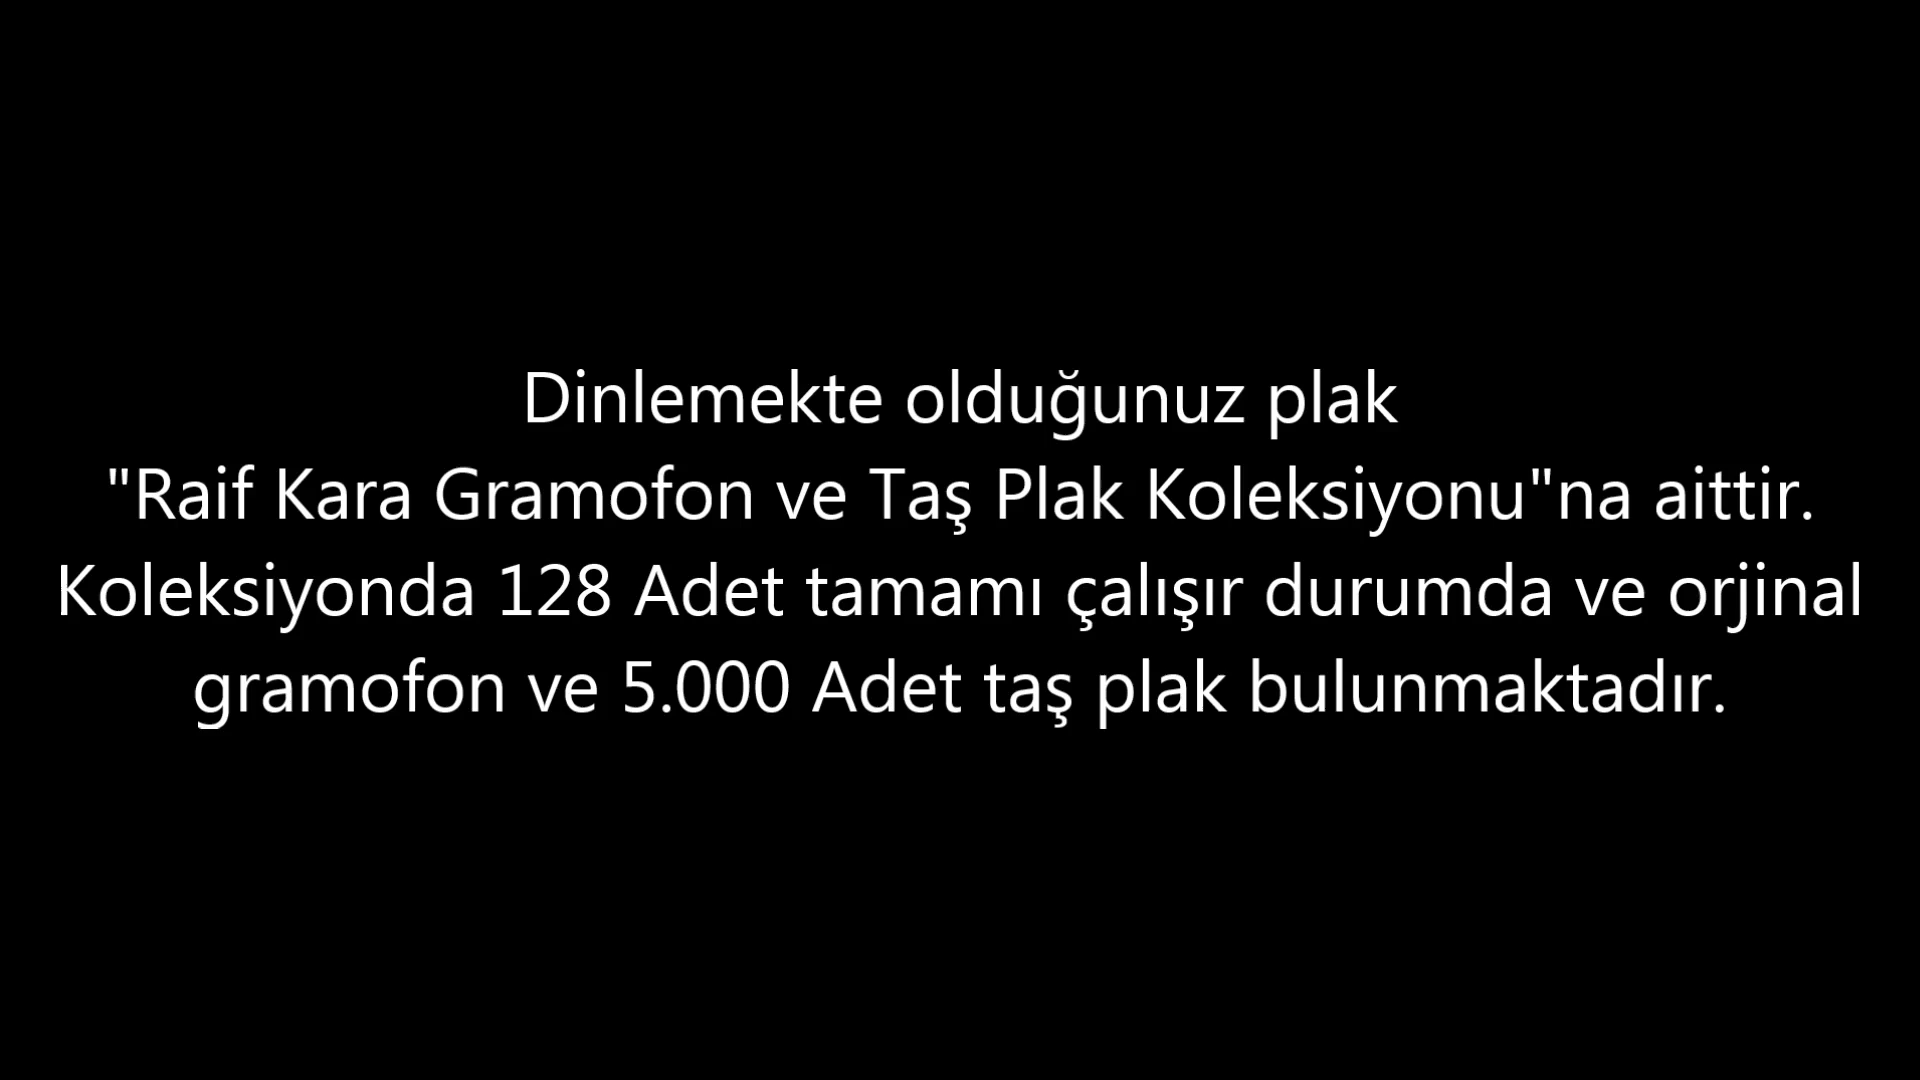 Dinlemekte olduğunuz plak
"Raif Kara Gramofon ve Taş Plak Koleksiyonu"na aittir.
Koleksiyonda 128 Adet tamamı çalışır durumda ve orjinal
gramofon ve 5.000 Adet taş plak bulunmaktadır.